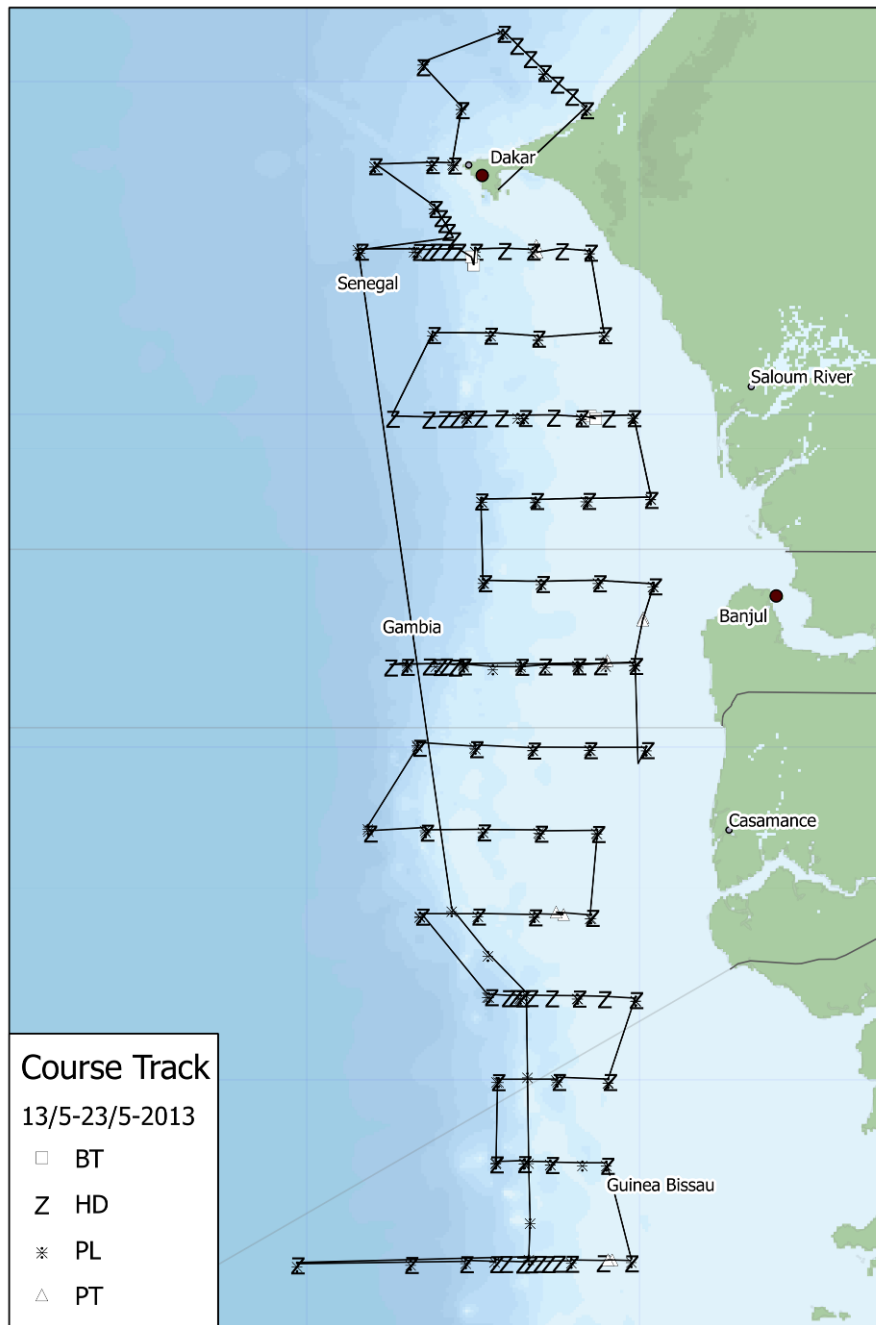 Dakar
Senegal
Saloum River
Banjul
Gambia
Casamance
Guinea Bissau
Course Track
13/5-23/5-2013
BT
Z HD
PL
PT